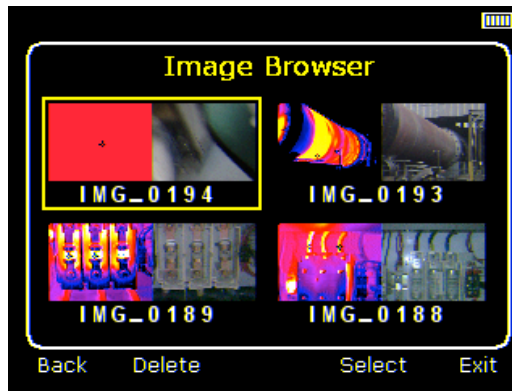 Image Browser
IMG_0194 IMG_0193
IMG_0189 IMG_0188
Back Delete Select Exit